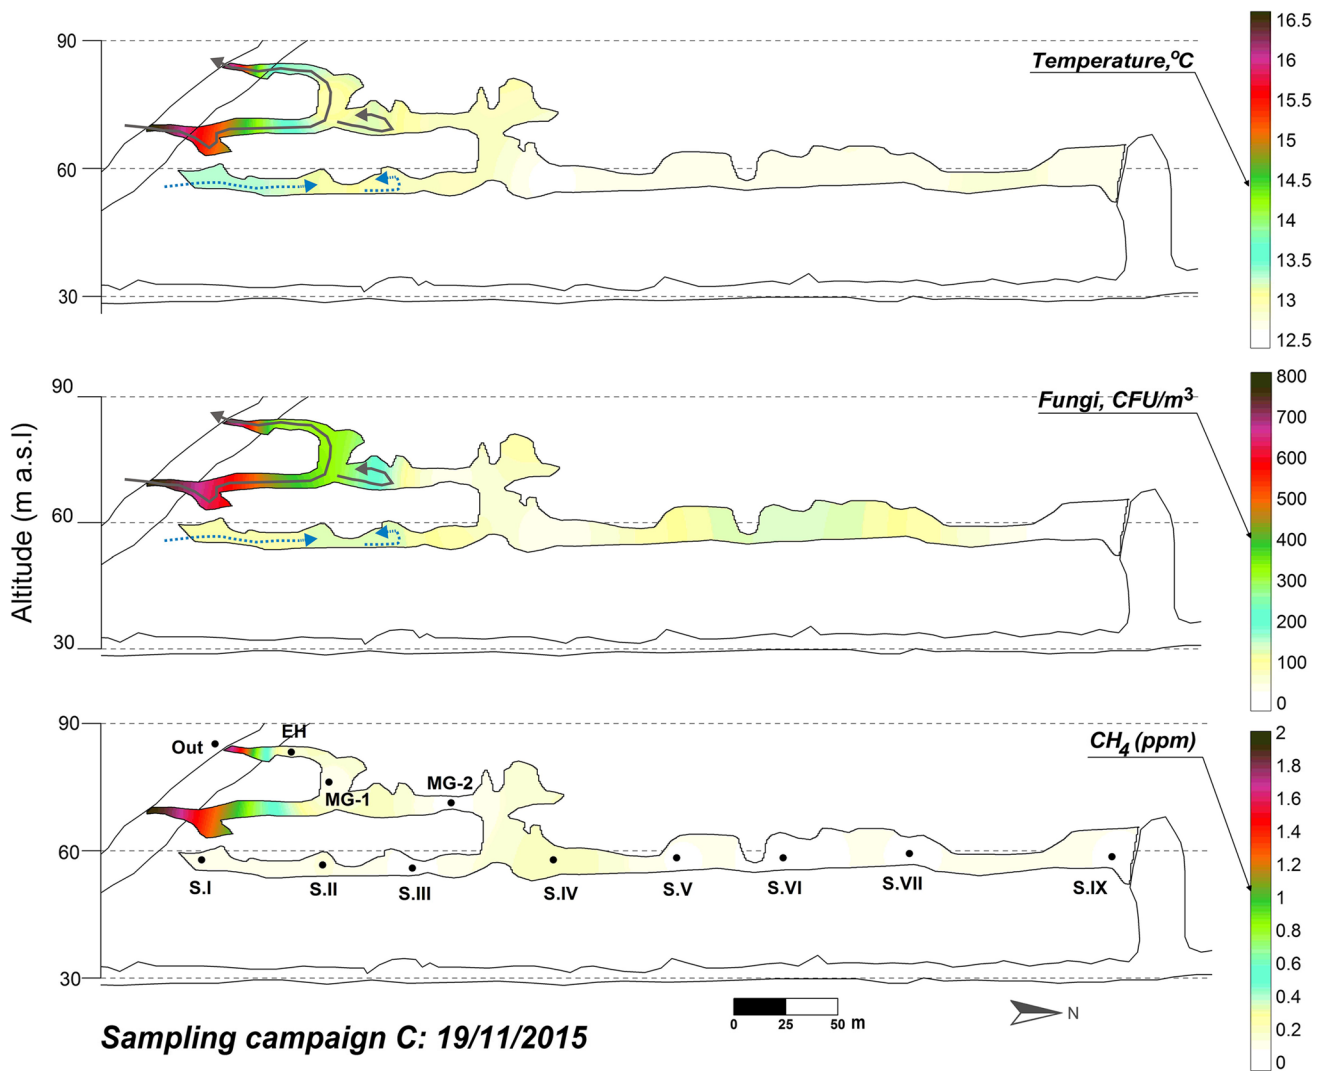 90
60
30
Temperature,ºC
16.5
16
15.5
15
14.5
14
13.5
13
12.5
Altitude (m a.s.l)
90
60
30
Fungi, CFU/m³
800
700
600
500
400
300
200
100
0
90
60
30
Out
EH
MG-1
MG-2
S.I
S.II
S.III
S.IV
S.V
S.VI
S.VII
S.IX
CH₄ (ppm)
2
1.8
1.6
1.4
1.2
1
0.8
0.6
0.4
0.2
0
0 25 50 m
N
Sampling campaign C: 19/11/2015